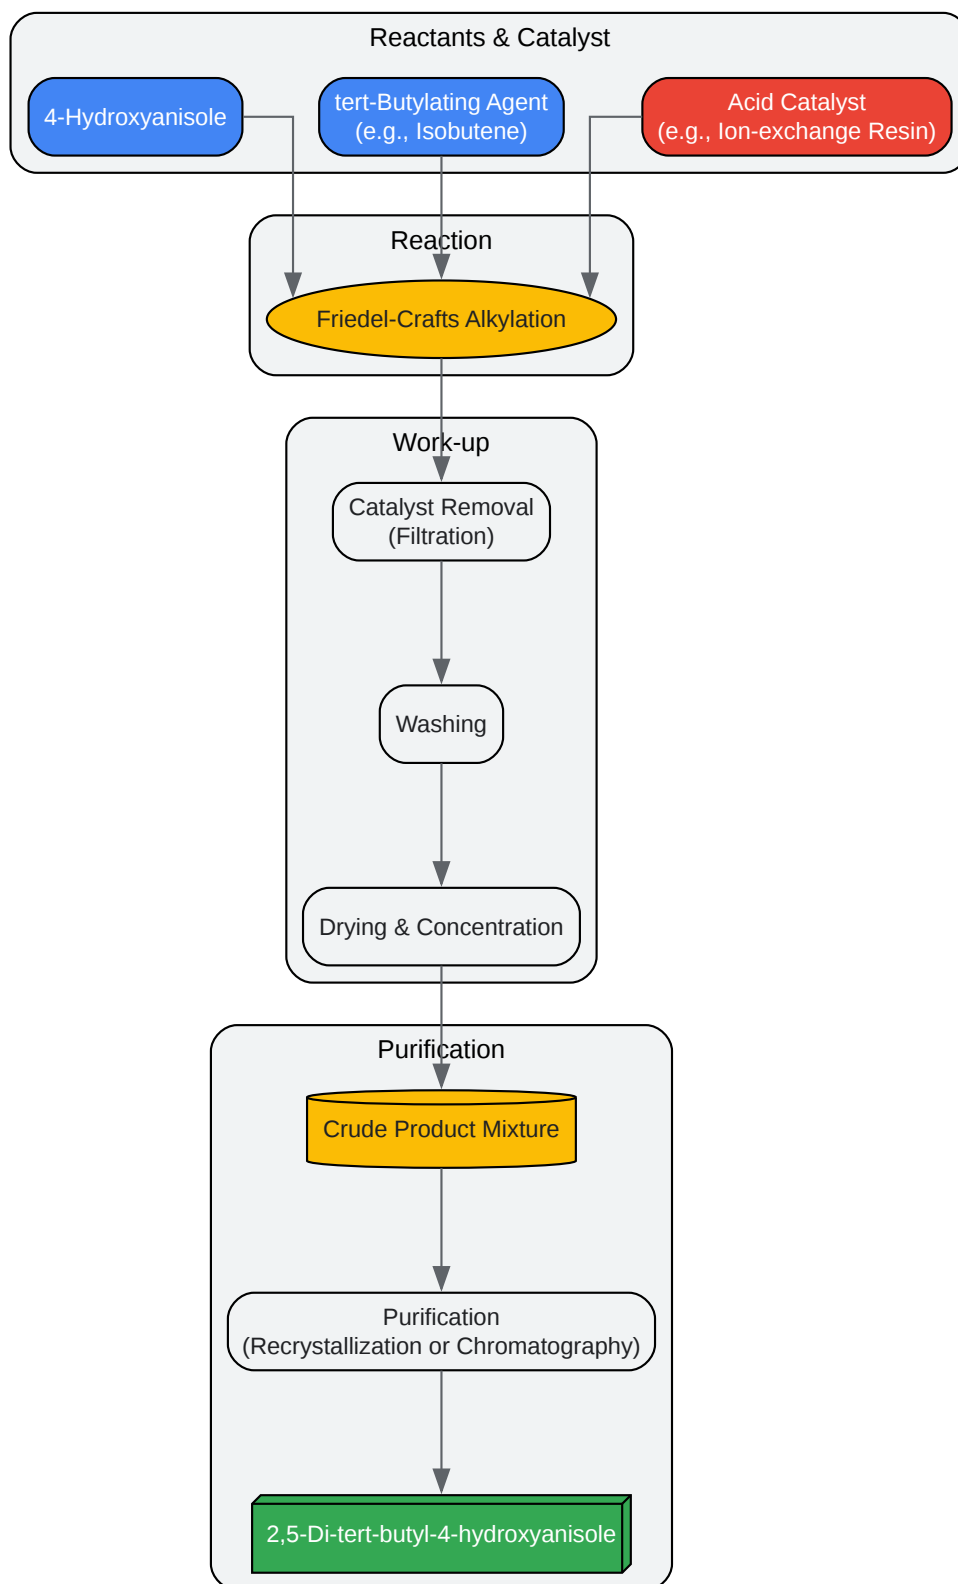 Reactants & Catalyst
4-Hydroxyanisole
tert-Butylating Agent
(e.g., Isobutene)
Acid Catalyst
(e.g., Ion-exchange Resin)
Reaction
Friedel-Crafts Alkylation
Work-up
Catalyst Removal
(Filtration)
Washing
Drying & Concentration
Purification
Crude Product Mixture
Purification
(Recrystallization or Chromatography)
2,5-Di-tert-butyl-4-hydroxyanisole